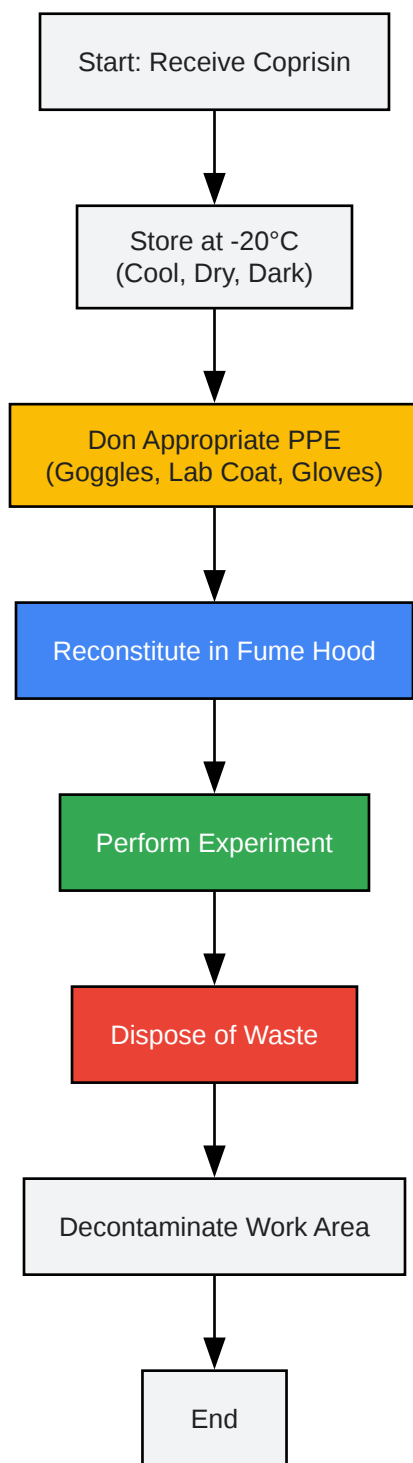 Start: Receive Coprisin
Store at -20°C
(Cool, Dry, Dark)
Don Appropriate PPE
(Goggles, Lab Coat, Gloves)
Reconstitute in Fume Hood
Perform Experiment
Dispose of Waste
Decontaminate Work Area
End